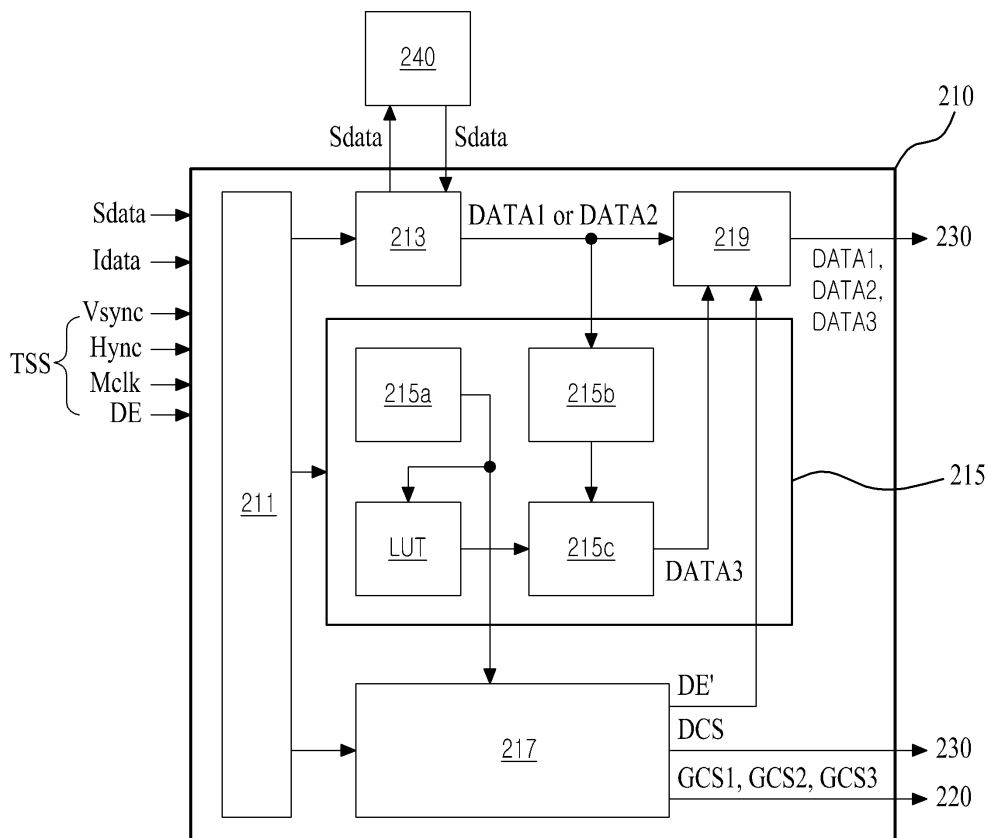 240
210
Sdata
Sdata
Sdata
Idata
Vsync
Hync
Mclk
DE
TSS
211
213
DATA1 or DATA2
219
230
DATA1,
DATA2,
DATA3
215a
215b
215
LUT
215c
DATA3
217
DE'
DCS
230
GCS1, GCS2, GCS3
220